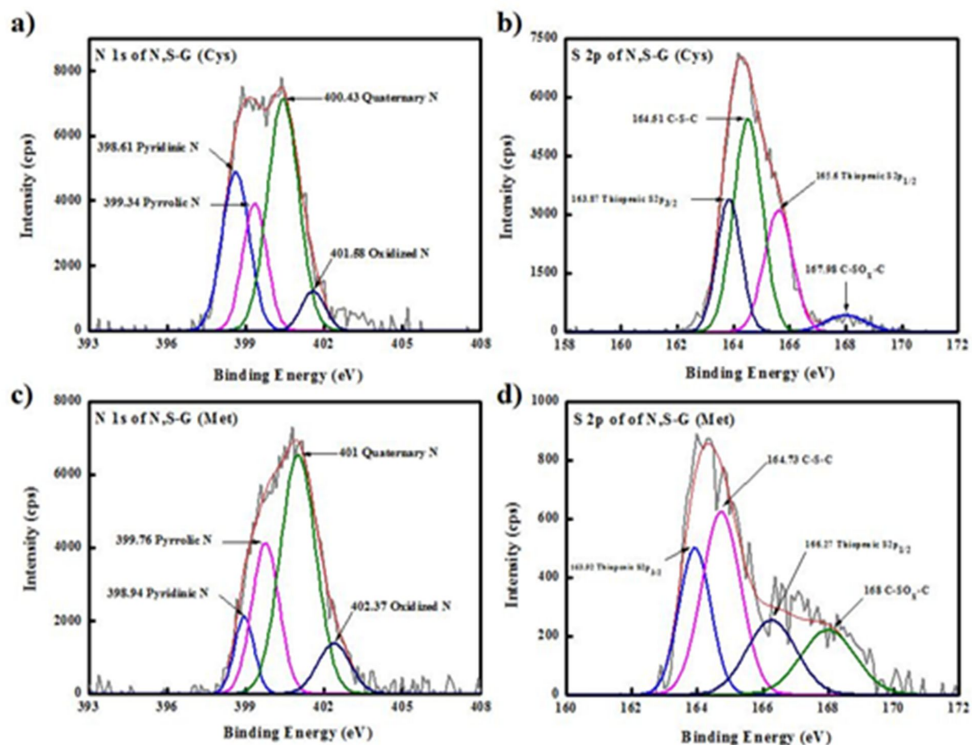 a)
N 1s of N,S-G (Cys)
400.43 Quaternary N
398.61 Pyridinic N
399.34 Pyrrolic N
401.58 Oxidized N
Intensity (cps)
8000
6000
4000
2000
0
393 396 399 402 405 408
Binding Energy (eV)
b)
S 2p of N,S-G (Cys)
164.51 C-S-C
165.6 Thiopenic S2p1/2
163.87 Thiopenic S2p3/2
167.98 C-SOX-C
Intensity (cps)
7500
6000
4500
3000
1500
0
158 160 162 164 166 168 170 172
Binding Energy (eV)
c)
N 1s of N,S-G (Met)
401 Quaternary N
399.76 Pyrrolic N
398.94 Pyridinic N
402.37 Oxidized N
Intensity (cps)
8000
6000
4000
2000
0
393 396 399 402 405 408
Binding Energy (eV)
d)
S 2p of of N,S-G (Met)
164.73 C-S-C
166.27 Thiopenic S2p1/2
163.92 Thiopenic S2p3/2
168 C-SOX-C
Intensity (cps)
1000
800
600
400
200
0
160 162 164 166 168 170 172
Binding Energy (eV)